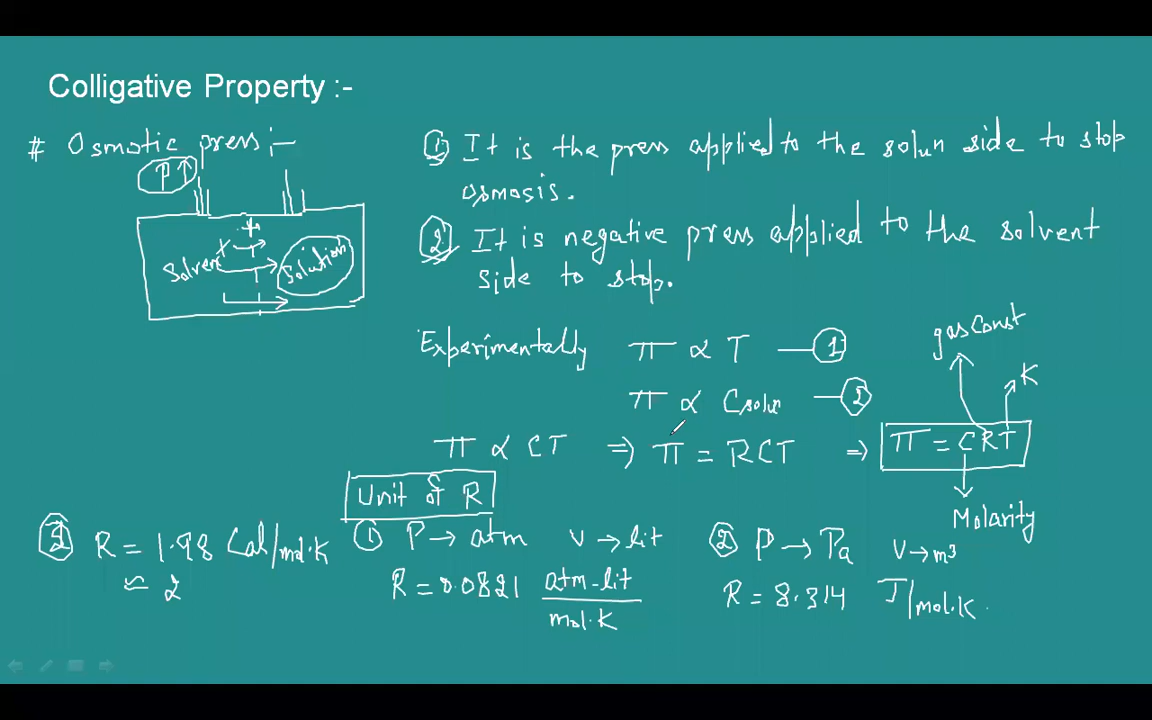 Colligative Property :-
# Osmotic press :-
P↑
Solvent
Solution
① It is the press applied to the solun side to stop
osmosis.
② It is negative press applied to the solvent
side to stop.
Experimentally π ∝ T —①
π ∝ Csolun —②
gas Const
K
π ∝ CT ⇒ π = RCT ⇒ π = CRT
Molarity
Unit of R
① P → atm V → lit
R = 0.0821 atm-lit/mol.K
② P → Pa V → m³
R = 8.314 J/mol.K
③ R = 1.98 Cal/mol.K
≈ 2